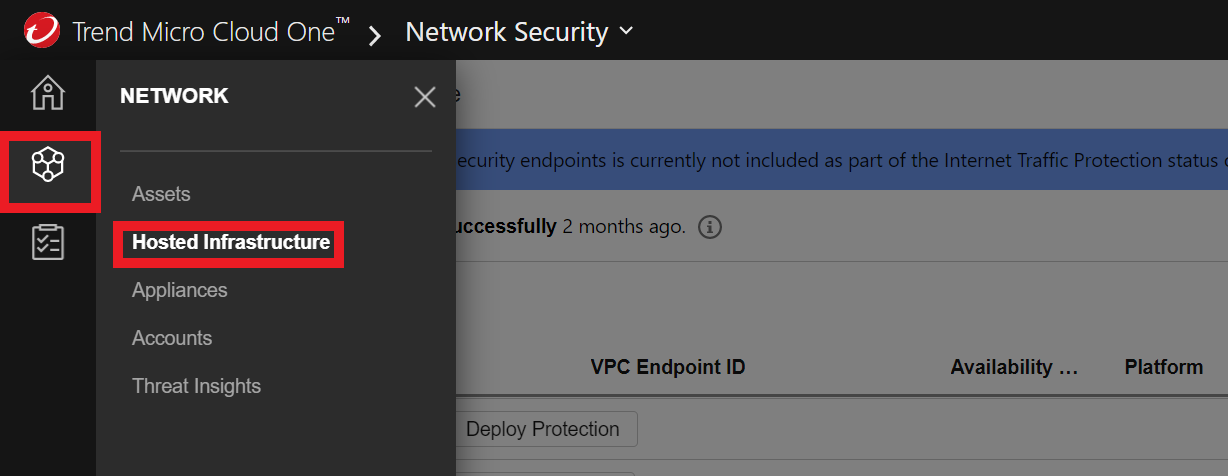 Trend Micro Cloud One™ Network Security
NETWORK
Assets
Hosted Infrastructure
Appliances
Accounts
Threat Insights
ecurity endpoints is currently not included as part of the Internet Traffic Protection status
uccessfully 2 months ago.
VPC Endpoint ID Availability ... Platform
Deploy Protection